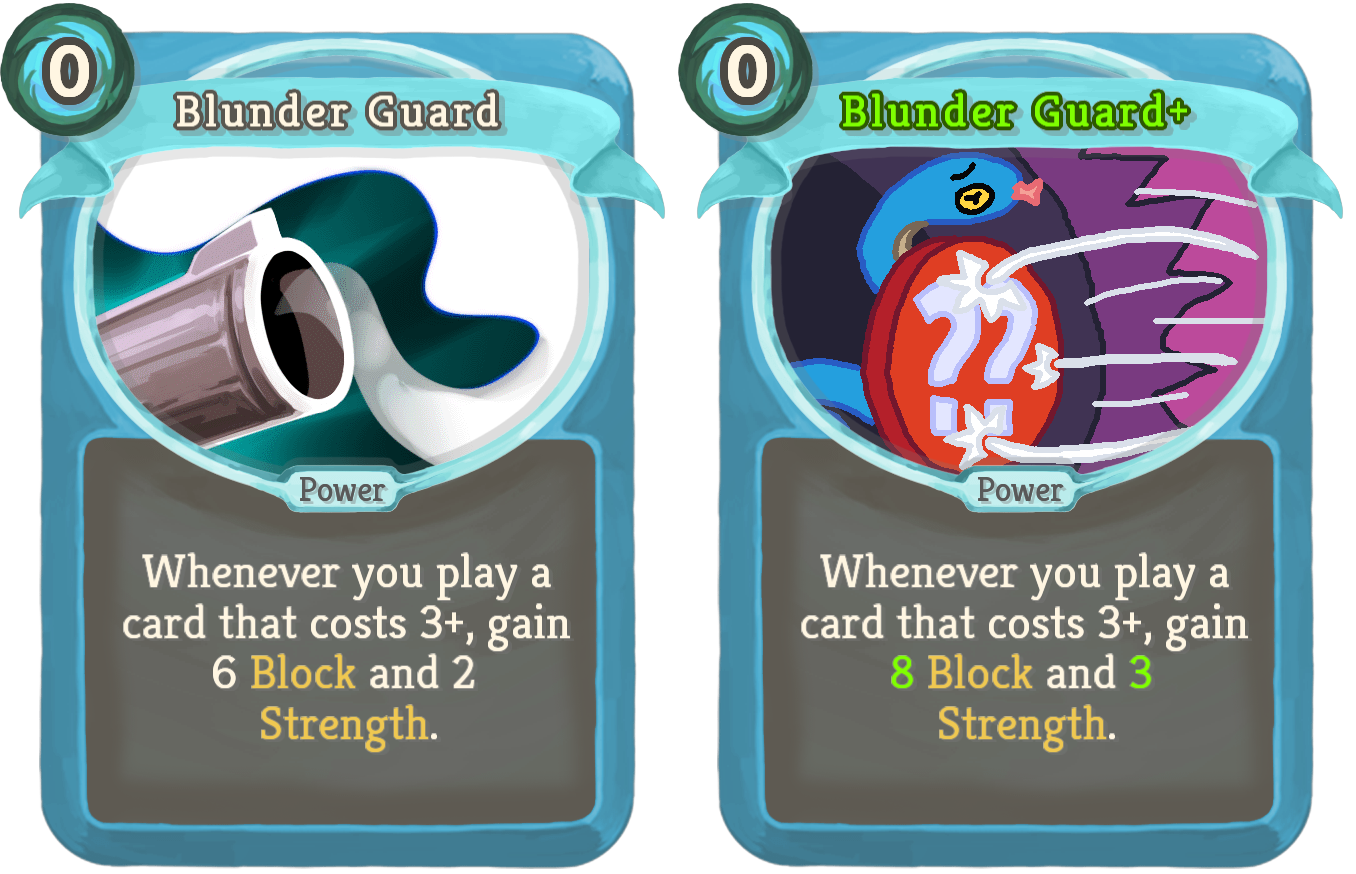 0
Blunder Guard
Power
Whenever you play a
card that costs 3+, gain
6 Block and 2
Strength.
0
Blunder Guard+
??
Power
Whenever you play a
card that costs 3+, gain
8 Block and 3
Strength.